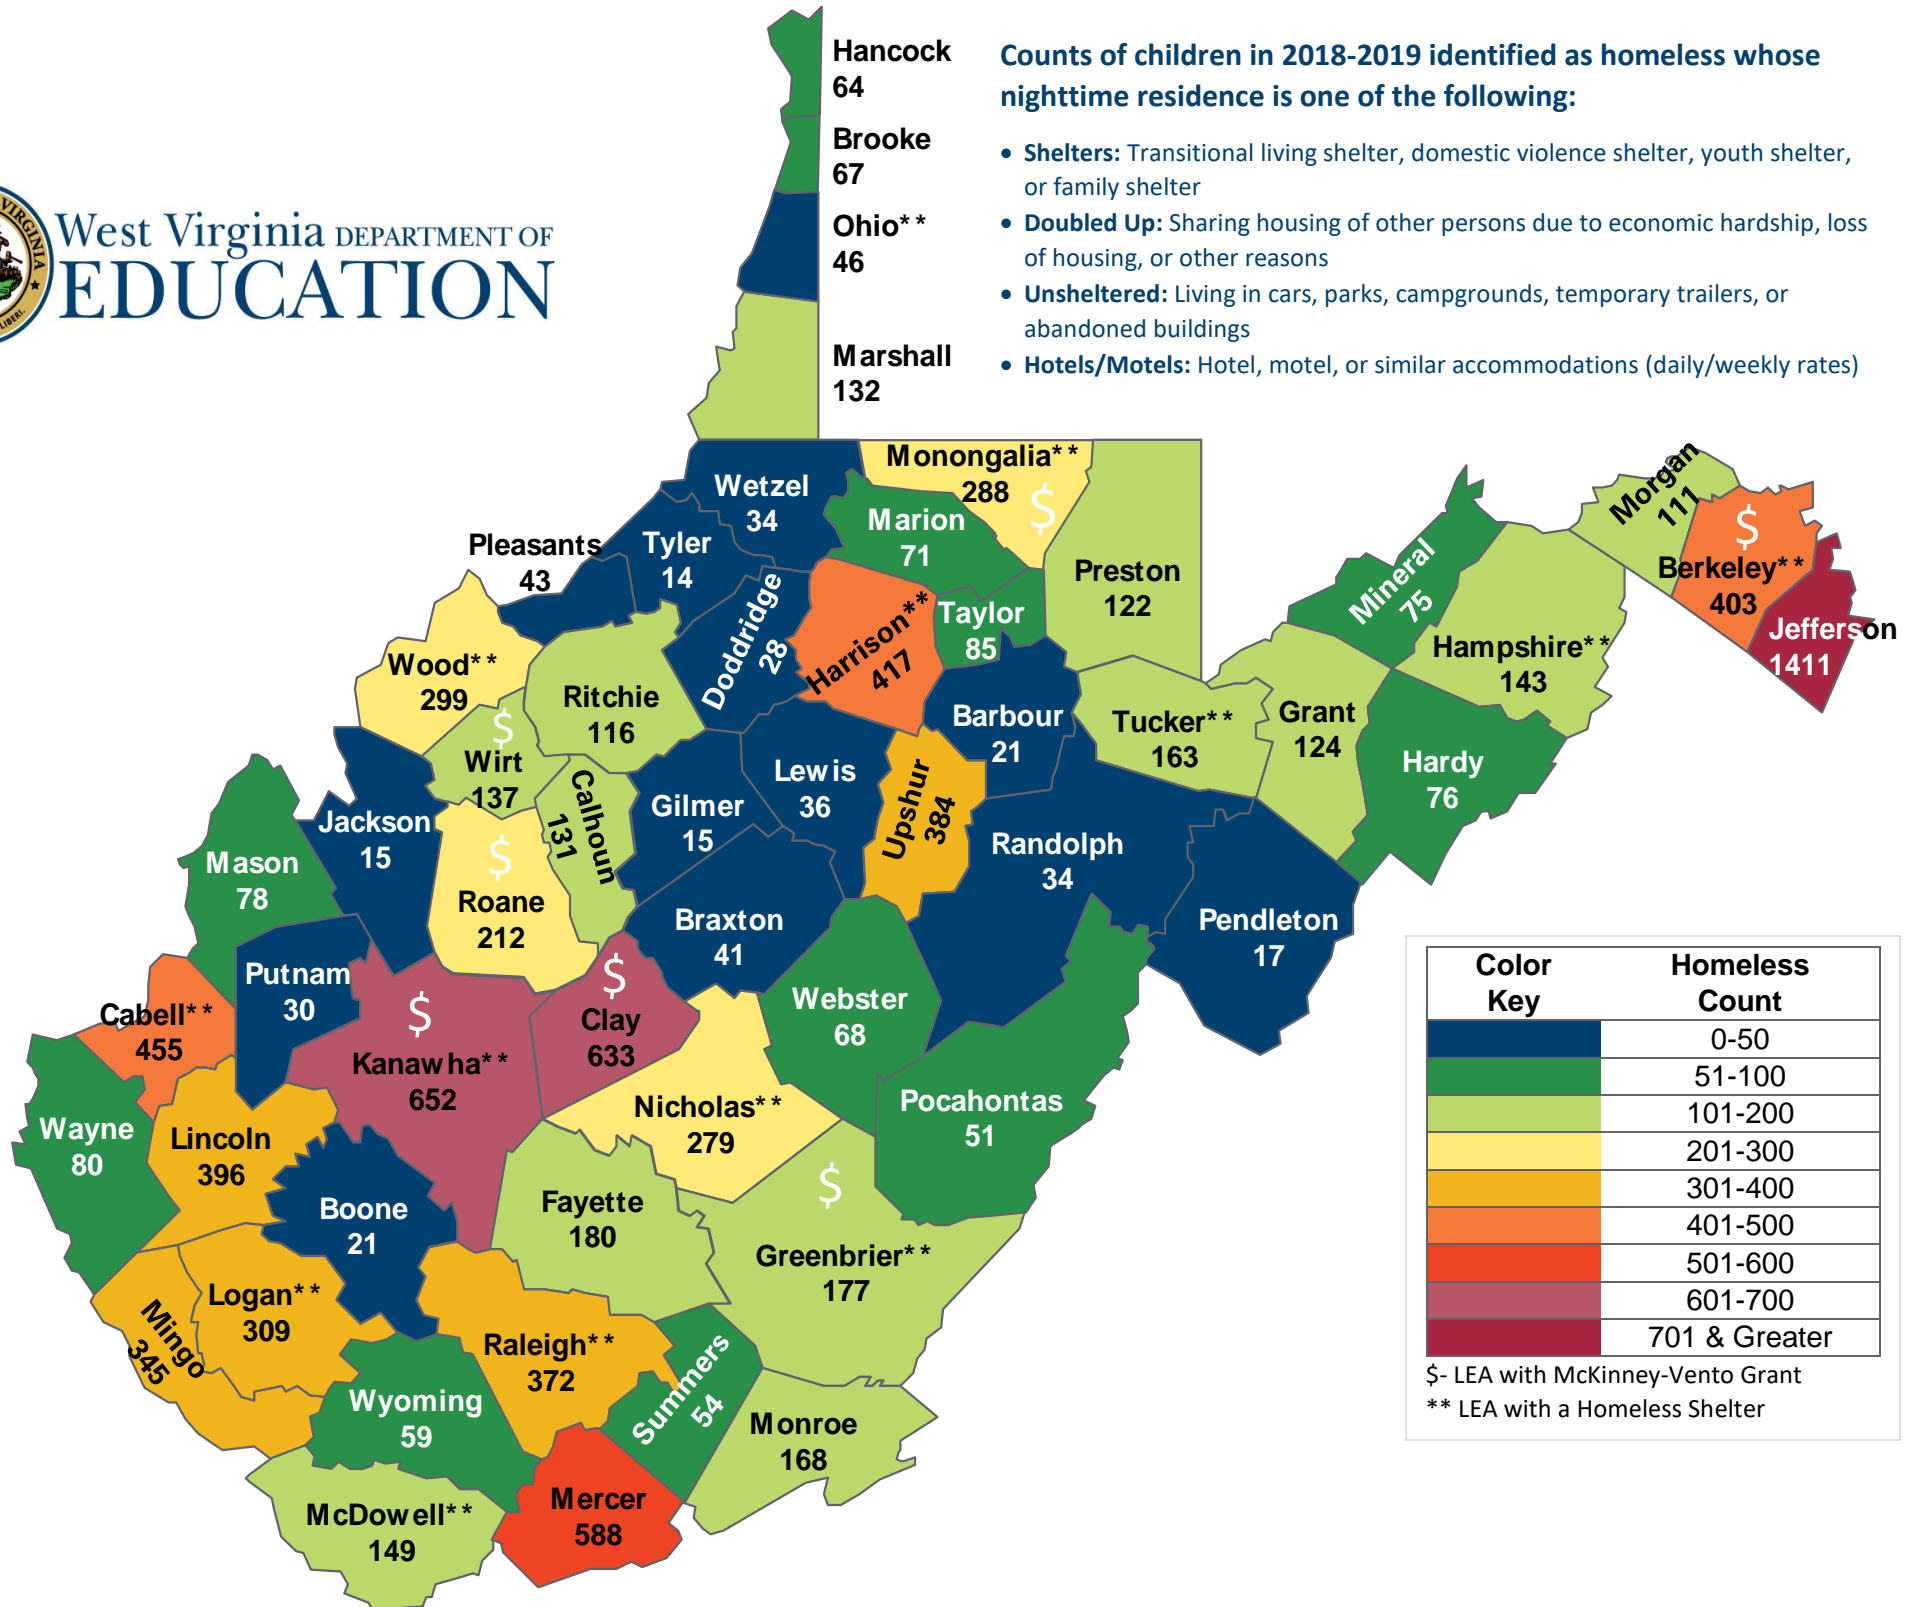 VIRGINIA
LIBERI.
West Virginia DEPARTMENT OF
EDUCATION
Counts of children in 2018-2019 identified as homeless whose
nighttime residence is one of the following:
• Shelters: Transitional living shelter, domestic violence shelter, youth shelter,
or family shelter
• Doubled Up: Sharing housing of other persons due to economic hardship, loss
of housing, or other reasons
• Unsheltered: Living in cars, parks, campgrounds, temporary trailers, or
abandoned buildings
• Hotels/Motels: Hotel, motel, or similar accommodations (daily/weekly rates)
Hancock
64
Brooke
67
Ohio**
46
Marshall
132
Wetzel
34
Monongalia**
288
$
Marion
71
Pleasants
43
Tyler
14
Doddridge
28
Harrison**
417
Taylor
85
Preston
122
Mineral
75
Morgan
111
$
Berkeley**
403
Jefferson
1411
Hampshire**
143
Wood**
299
Ritchie
116
$
Wirt
137
Calhoun
131
Gilmer
15
Lewis
36
Upshur
384
Barbour
21
Tucker**
163
Grant
124
Hardy
76
Jackson
15
Mason
78
$
Roane
212
Randolph
34
Braxton
41
Pendleton
17
Putnam
30
Cabell**
455
$
Kanawha**
652
$
Clay
633
Webster
68
Wayne
80
Lincoln
396
Nicholas**
279
Pocahontas
51
Boone
21
Fayette
180
$
Greenbrier**
177
Logan**
309
Mingo
345
Raleigh**
372
Summers
54
Wyoming
59
Monroe
168
McDowell**
149
Mercer
588
Color Key Homeless Count
0-50
51-100
101-200
201-300
301-400
401-500
501-600
601-700
701 & Greater
$- LEA with McKinney-Vento Grant
** LEA with a Homeless Shelter